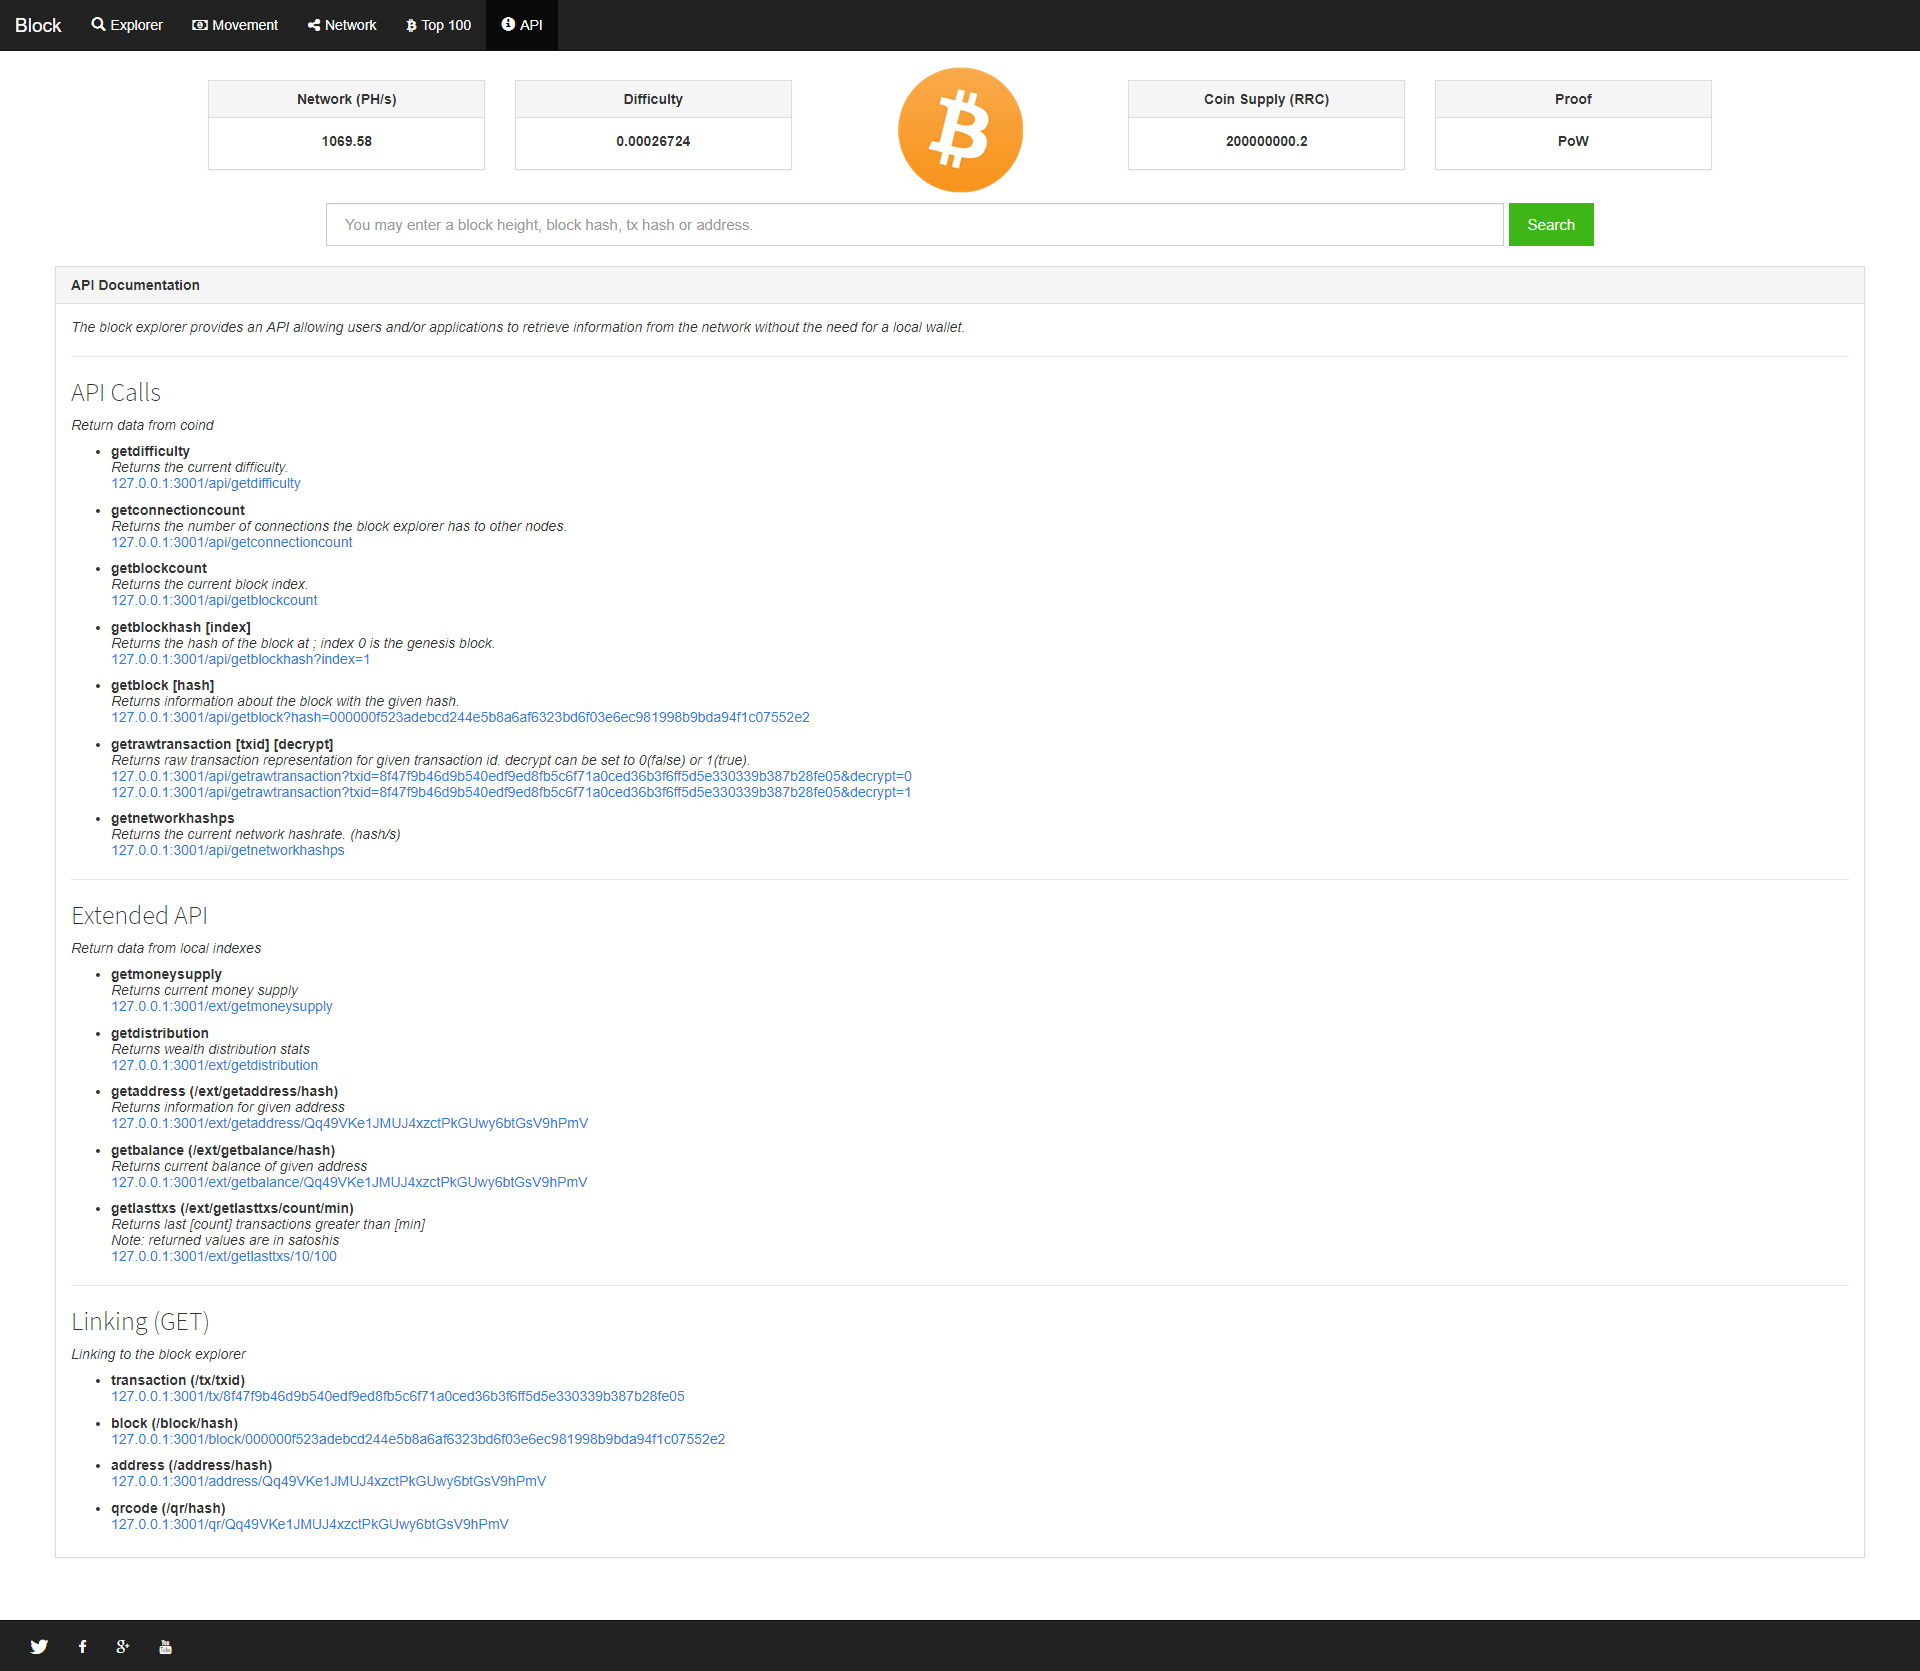 Block Explorer Movement Network Top 100 API
Network (PH/s)
1069.58
Difficulty
0.00026724
Coin Supply (RRC)
200000000.2
Proof
PoW
You may enter a block height, block hash, tx hash or address.
Search
API Documentation
The block explorer provides an API allowing users and/or applications to retrieve information from the network without the need for a local wallet.
API Calls
Return data from coind
getdifficulty
Returns the current difficulty.
127.0.0.1:3001/api/getdifficulty
getconnectioncount
Returns the number of connections the block explorer has to other nodes.
127.0.0.1:3001/api/getconnectioncount
getblockcount
Returns the current block index.
127.0.0.1:3001/api/getblockcount
getblockhash [index]
Returns the hash of the block at ; index 0 is the genesis block.
127.0.0.1:3001/api/getblockhash?index=1
getblock [hash]
Returns information about the block with the given hash.
127.0.0.1:3001/api/getblock?hash=000000f523adebcd244e5b8a6af6323bd6f03e6ec981998b9bda94f1c07552e2
getrawtransaction [txid] [decrypt]
Returns raw transaction representation for given transaction id. decrypt can be set to 0(false) or 1(true).
127.0.0.1:3001/api/getrawtransaction?txid=8f47f9b46d9b540edf9ed8fb5c6f71a0ced36b3f6ff5d5e330339b387b28fe05&decrypt=0
127.0.0.1:3001/api/getrawtransaction?txid=8f47f9b46d9b540edf9ed8fb5c6f71a0ced36b3f6ff5d5e330339b387b28fe05&decrypt=1
getnetworkhashps
Returns the current network hashrate. (hash/s)
127.0.0.1:3001/api/getnetworkhashps
Extended API
Return data from local indexes
getmoneysupply
Returns current money supply
127.0.0.1:3001/ext/getmoneysupply
getdistribution
Returns wealth distribution stats
127.0.0.1:3001/ext/getdistribution
getaddress (/ext/getaddress/hash)
Returns information for given address
127.0.0.1:3001/ext/getaddress/Qq49VKe1JMUJ4xzctPkGUwy6btGsV9hPmV
getbalance (/ext/getbalance/hash)
Returns current balance of given address
127.0.0.1:3001/ext/getbalance/Qq49VKe1JMUJ4xzctPkGUwy6btGsV9hPmV
getlasttxs (/ext/getlasttxs/count/min)
Returns last [count] transactions greater than [min]
Note: returned values are in satoshis
127.0.0.1:3001/ext/getlasttxs/10/100
Linking (GET)
Linking to the block explorer
transaction (/tx/txid)
127.0.0.1:3001/tx/8f47f9b46d9b540edf9ed8fb5c6f71a0ced36b3f6ff5d5e330339b387b28fe05
block (/block/hash)
127.0.0.1:3001/block/000000f523adebcd244e5b8a6af6323bd6f03e6ec981998b9bda94f1c07552e2
address (/address/hash)
127.0.0.1:3001/address/Qq49VKe1JMUJ4xzctPkGUwy6btGsV9hPmV
qrcode (/qr/hash)
127.0.0.1:3001/qr/Qq49VKe1JMUJ4xzctPkGUwy6btGsV9hPmV